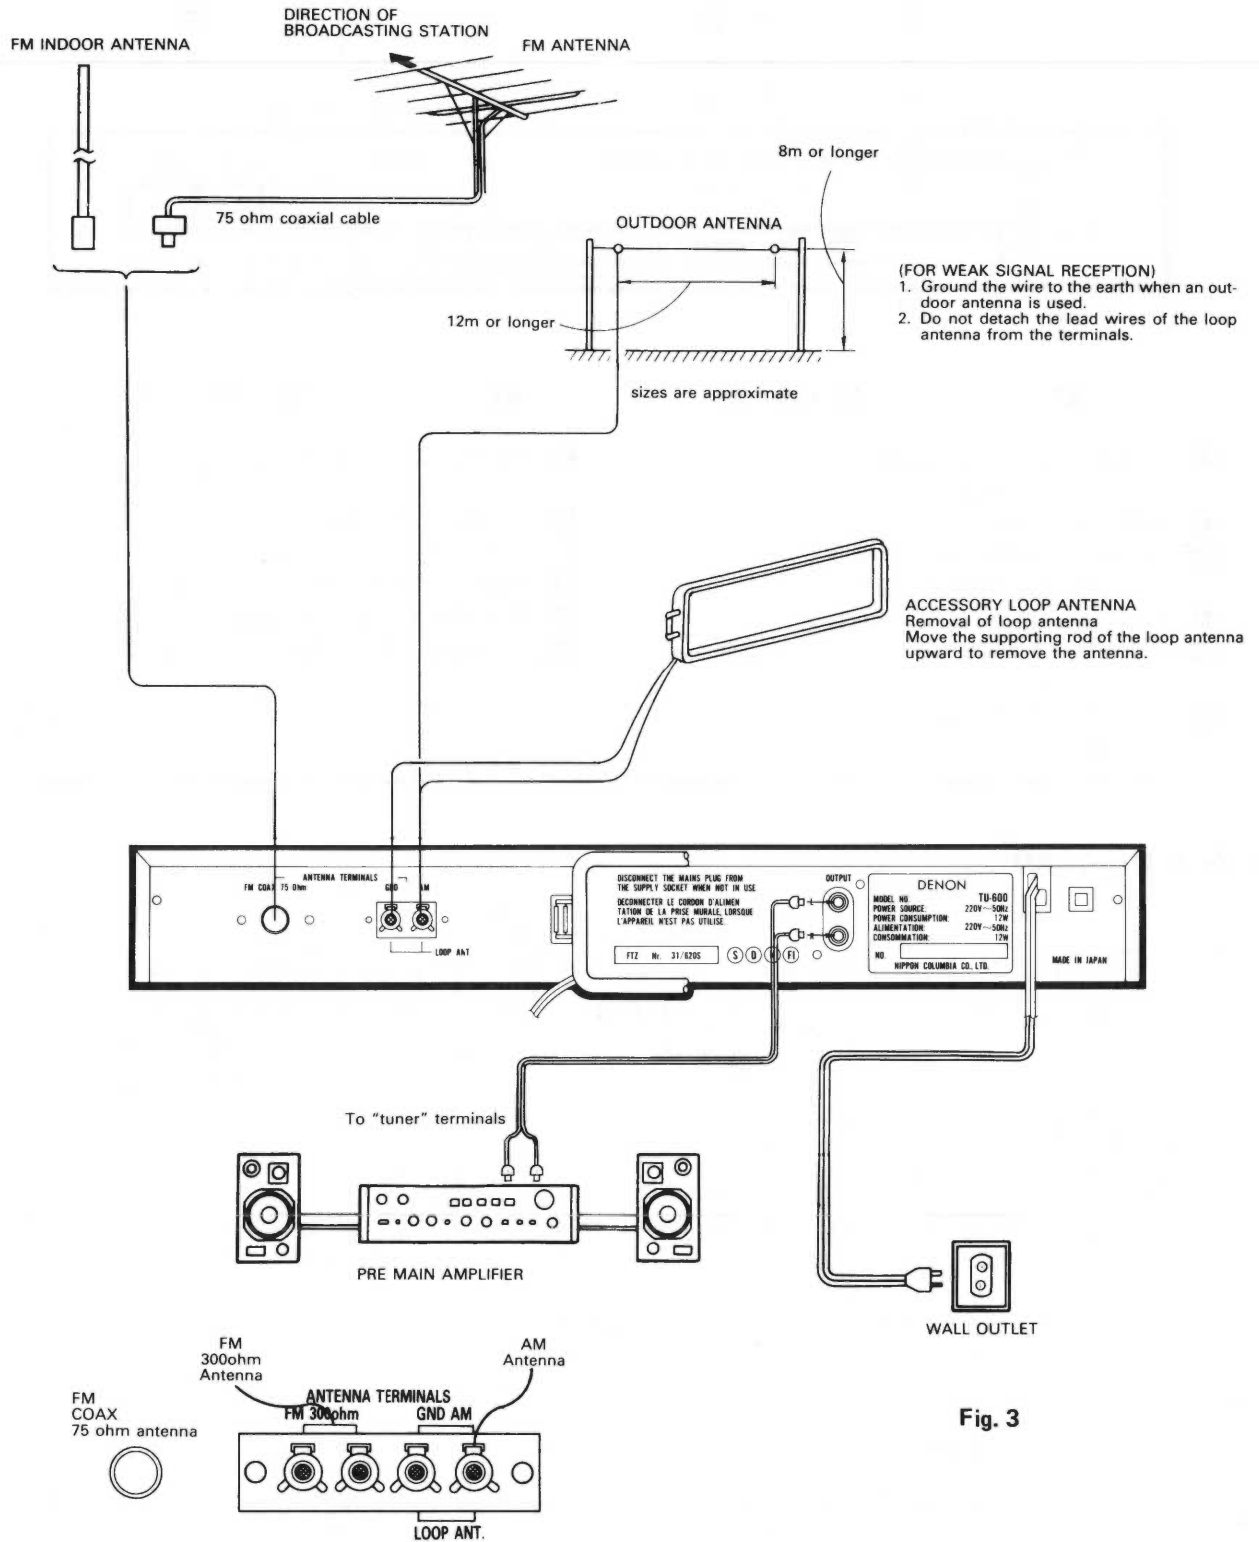 DIRECTION OF
BROADCASTING STATION
FM INDOOR ANTENNA
FM ANTENNA
8m or longer
75 ohm coaxial cable
OUTDOOR ANTENNA
(FOR WEAK SIGNAL RECEPTION)
1. Ground the wire to the earth when an out-
door antenna is used.
2. Do not detach the lead wires of the loop
antenna from the terminals.
12m or longer
sizes are approximate
ACCESSORY LOOP ANTENNA
Removal of loop antenna
Move the supporting rod of the loop antenna
upward to remove the antenna.
ANTENNA TERMINALS
FM COAX 75 Ohm
GND
AM
LOOP ANT
DISCONNECT THE MAINS PLUG FROM
THE SUPPLY SOCKET WHEN NOT IN USE
DECONNECTER LE CORDON D'ALIMEN
TATION DE LA PRISE MURALE, LORSQUE
L'APPAREIL N'EST PAS UTILISE.
FTZ Nr. 31/620S
S D FI
OUTPUT
L
R
DENON
MODEL NO. TU-600
POWER SOURCE: 220V~50Hz
POWER CONSUMPTION: 12W
ALIMENTATION: 220V~50Hz
CONSOMMATION: 12W
NO.
NIPPON COLUMBIA CO., LTD.
MADE IN JAPAN
To "tuner" terminals
PRE MAIN AMPLIFIER
WALL OUTLET
FM
300ohm
Antenna
AM
Antenna
FM
COAX
75 ohm antenna
ANTENNA TERMINALS
FM 300ohm
GND AM
LOOP ANT.
Fig. 3